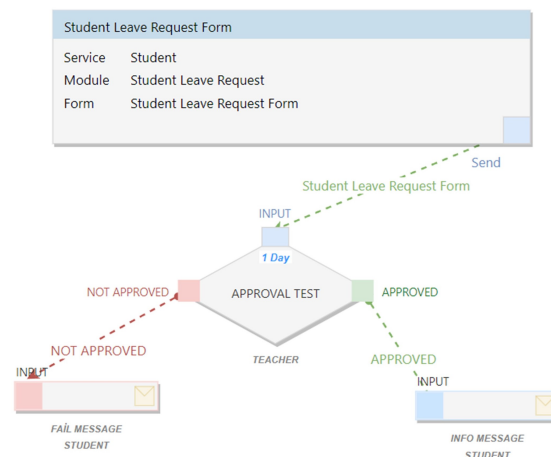 Student Leave Request Form
Service Student
Module Student Leave Request
Form Student Leave Request Form
Send
Student Leave Request Form
INPUT
1 Day
NOT APPROVED
APPROVAL TEST
APPROVED
TEACHER
NOT APPROVED
APPROVED
INPUT
INPUT
FAİL MESSAGE
STUDENT
INFO MESSAGE
STUDENT